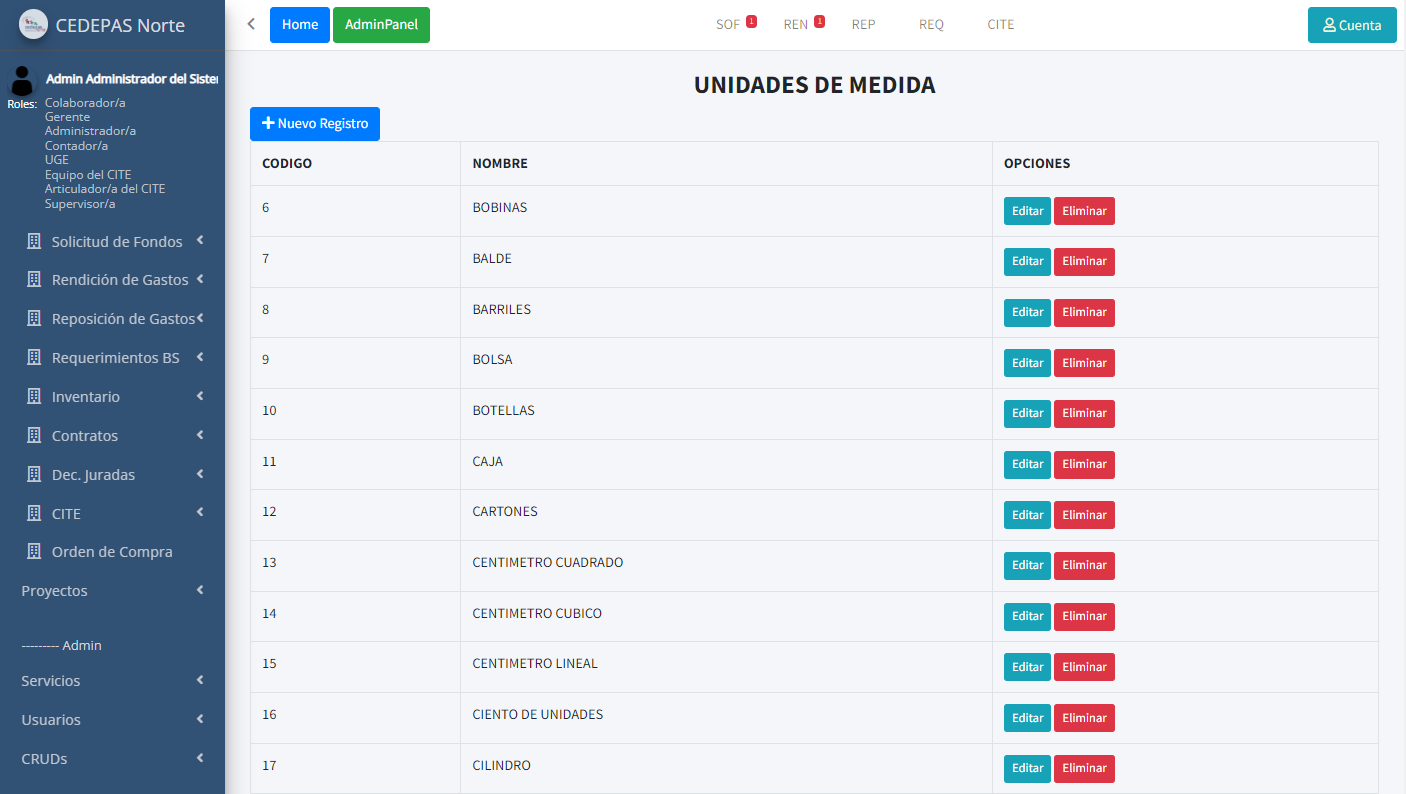 CEDEPAS Norte
Admin Administrador del Sister
Roles:
Colaborador/a
Gerente
Administrador/a
Contador/a
UGE
Equipo del CITE
Articulador/a del CITE
Supervisor/a
Solicitud de Fondos
Rendición de Gastos
Reposición de Gastos
Requerimientos BS
Inventario
Contratos
Dec. Juradas
CITE
Orden de Compra
Proyectos
--------- Admin
Servicios
Usuarios
CRUDs
Home AdminPanel SOF 1 REN 1 REP REQ CITE Cuenta
UNIDADES DE MEDIDA
Nuevo Registro
CODIGO NOMBRE OPCIONES
6 BOBINAS Editar Eliminar
7 BALDE Editar Eliminar
8 BARRILES Editar Eliminar
9 BOLSA Editar Eliminar
10 BOTELLAS Editar Eliminar
11 CAJA Editar Eliminar
12 CARTONES Editar Eliminar
13 CENTIMETRO CUADRADO Editar Eliminar
14 CENTIMETRO CUBICO Editar Eliminar
15 CENTIMETRO LINEAL Editar Eliminar
16 CIENTO DE UNIDADES Editar Eliminar
17 CILINDRO Editar Eliminar